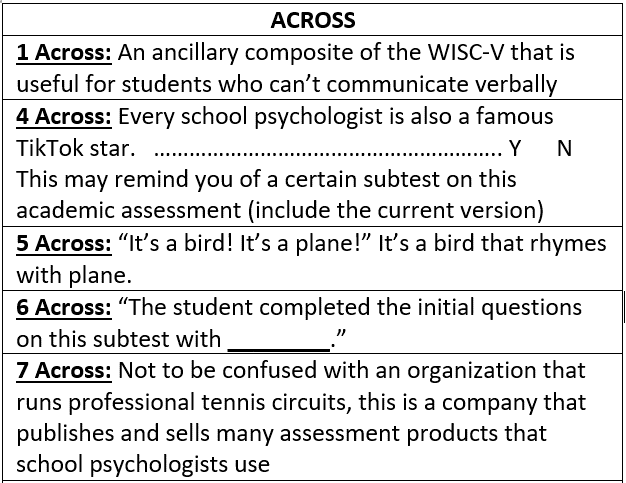 ACROSS
1 Across: An ancillary composite of the WISC-V that is
useful for students who can’t communicate verbally
4 Across: Every school psychologist is also a famous
TikTok star. ...................................................... Y N
This may remind you of a certain subtest on this
academic assessment (include the current version)
5 Across: “It’s a bird! It’s a plane!” It’s a bird that rhymes
with plane.
6 Across: “The student completed the initial questions
on this subtest with _________.”
7 Across: Not to be confused with an organization that
runs professional tennis circuits, this is a company that
publishes and sells many assessment products that
school psychologists use